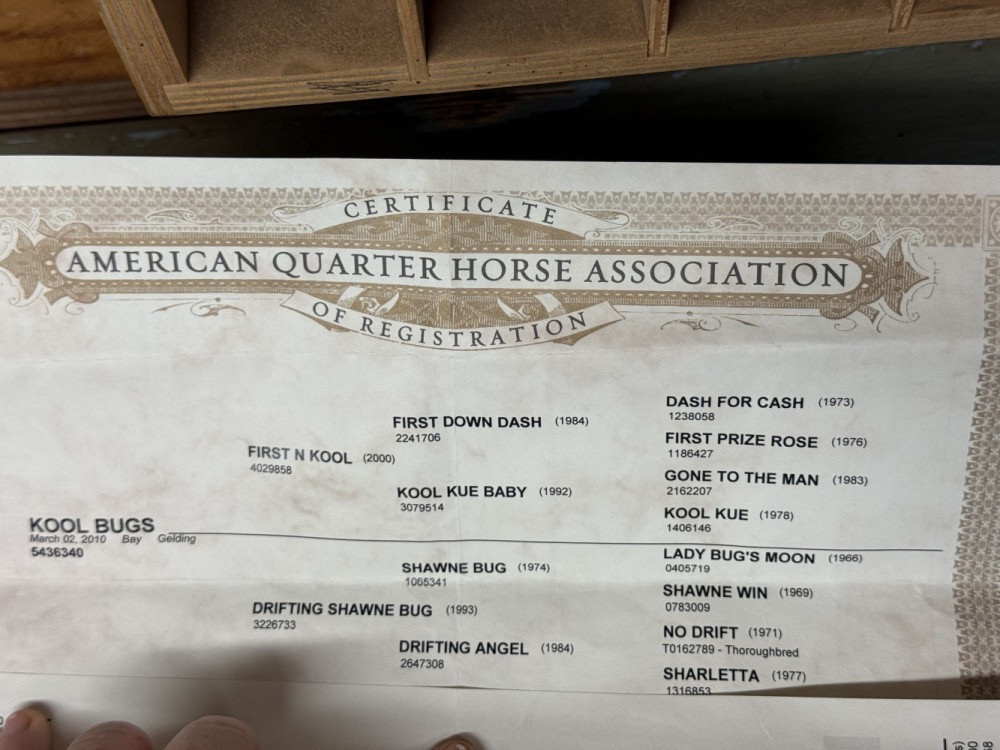 CERTIFICATE
AMERICAN QUARTER HORSE ASSOCIATION
OF REGISTRATION
DASH FOR CASH (1973)
1238058
FIRST DOWN DASH (1984)
2241706
FIRST PRIZE ROSE (1976)
1186427
FIRST N KOOL (2000)
4029858
GONE TO THE MAN (1983)
2162207
KOOL KUE BABY (1992)
3079514
KOOL KUE (1978)
1406146
KOOL BUGS
March 02, 2010 Bay Gelding
5436340
LADY BUG'S MOON (1966)
0405719
SHAWNE BUG (1974)
1065341
SHAWNE WIN (1969)
0783009
DRIFTING SHAWNE BUG (1993)
3226733
NO DRIFT (1971)
T0162789 - Thoroughbred
DRIFTING ANGEL (1984)
2647308
SHARLETTA (1977)
1316853